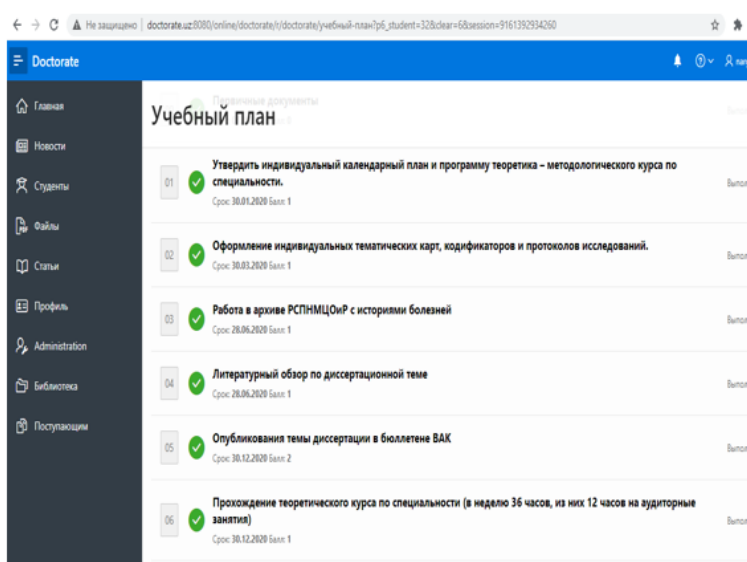 Не защищено | doctorate.uz:8080/online/doctorate/r/doctorate/учебный-план?p6_student=32&clear=6&session=9161392934260
Doctorate
Главная
Новости
Студенты
Файлы
Статьи
Профиль
Administration
Библиотека
Поступающим
Первичные документы
Учебный план
01
Утвердить индивидуальный календарный план и программу теоретика – методологического курса по
специальности.
Срок: 30.01.2020 Балл: 1
02
Оформление индивидуальных тематических карт, кодификаторов и протоколов исследований.
Срок: 30.03.2020 Балл: 1
03
Работа в архиве РСПНМЦОиР с историями болезней
Срок: 28.06.2020 Балл: 1
04
Литературный обзор по диссертационной теме
Срок: 28.06.2020 Балл: 1
05
Опубликования темы диссертации в бюллетене ВАК
Срок: 30.12.2020 Балл: 2
06
Прохождение теоретического курса по специальности (в неделю 36 часов, из них 12 часов на аудиторные
занятия)
Срок: 30.12.2020 Балл: 1